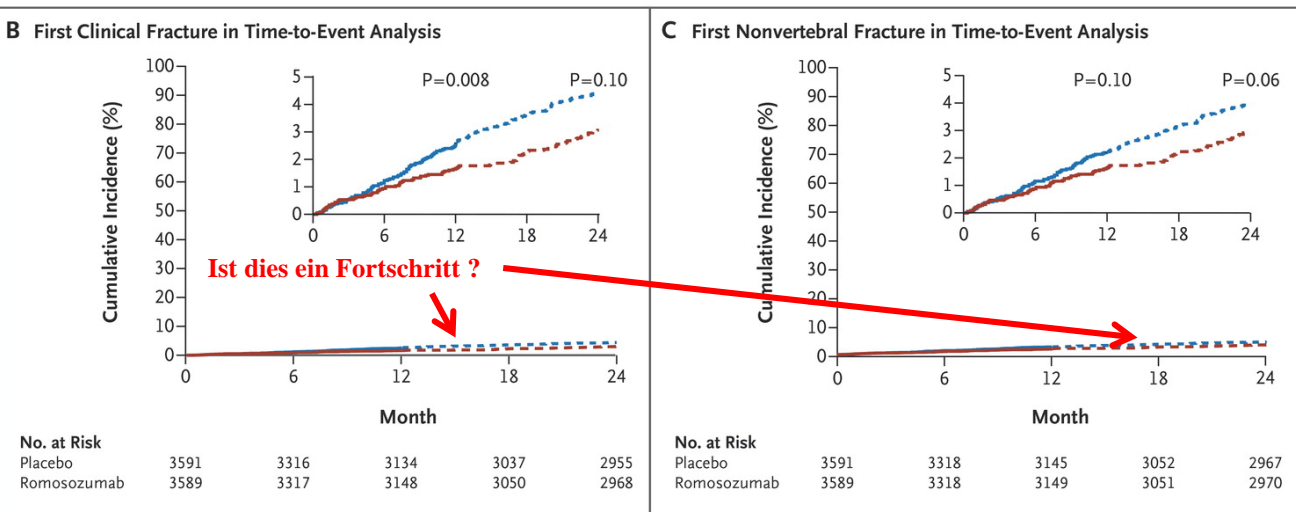 B First Clinical Fracture in Time-to-Event Analysis
Cumulative Incidence (%)
100
90
80
70
60
50
40
30
20
10
0
5
4
3
2
1
0
P=0.008 P=0.10
0 6 12 18 24
Ist dies ein Fortschritt ?
0 6 12 18 24
Month
No. at Risk
Placebo 3591 3316 3134 3037 2955
Romosozumab 3589 3317 3148 3050 2968
C First Nonvertebral Fracture in Time-to-Event Analysis
Cumulative Incidence (%)
100
90
80
70
60
50
40
30
20
10
0
5
4
3
2
1
0
P=0.10 P=0.06
0 6 12 18 24
0 6 12 18 24
Month
No. at Risk
Placebo 3591 3318 3145 3052 2967
Romosozumab 3589 3318 3149 3051 2970